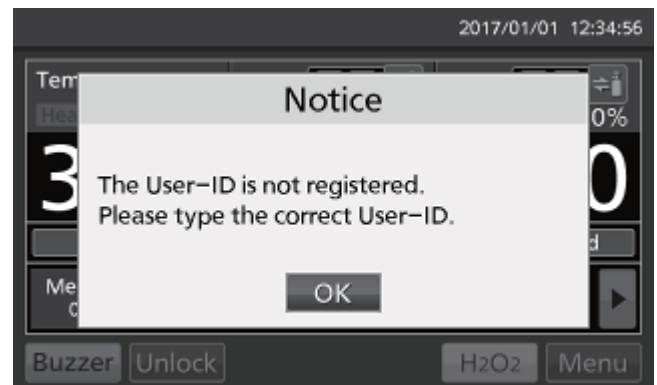 2017/01/01 12:34:56
Notice
0%
The User-ID is not registered.
Please type the correct User-ID.
OK
Buzzer Unlock H2O2 Menu